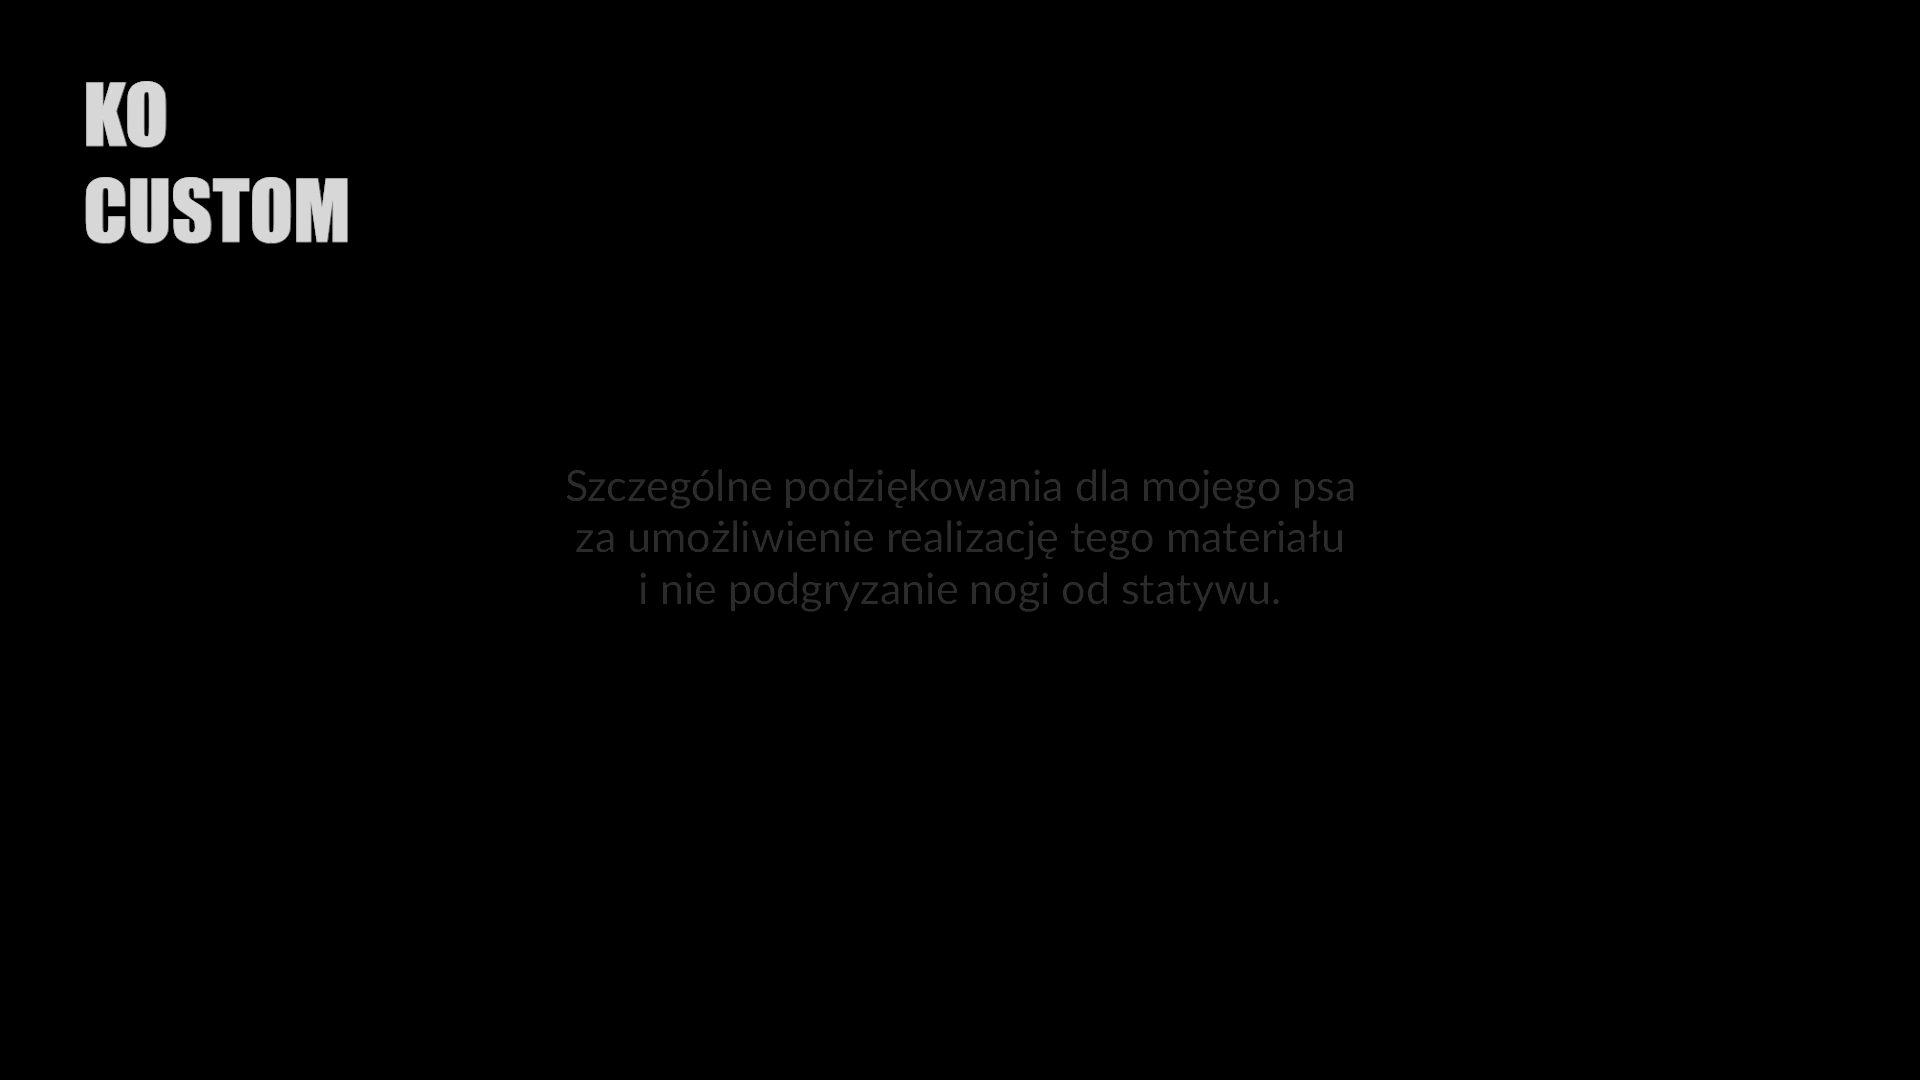 KO
CUSTOM
Szczególne podziękowania dla mojego psa
za umożliwienie realizację tego materiału
i nie podgryzanie nogi od statywu.